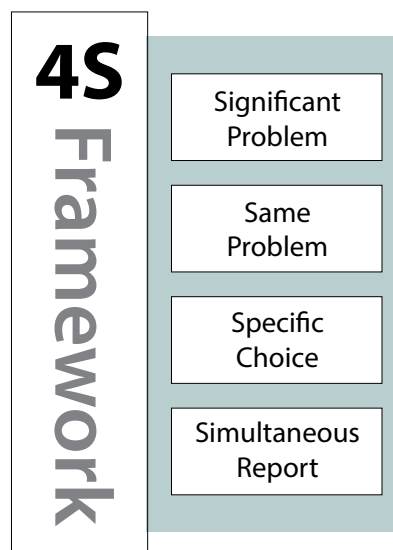 4S
Framework
Significant
Problem
Same
Problem
Specific
Choice
Simultaneous
Report